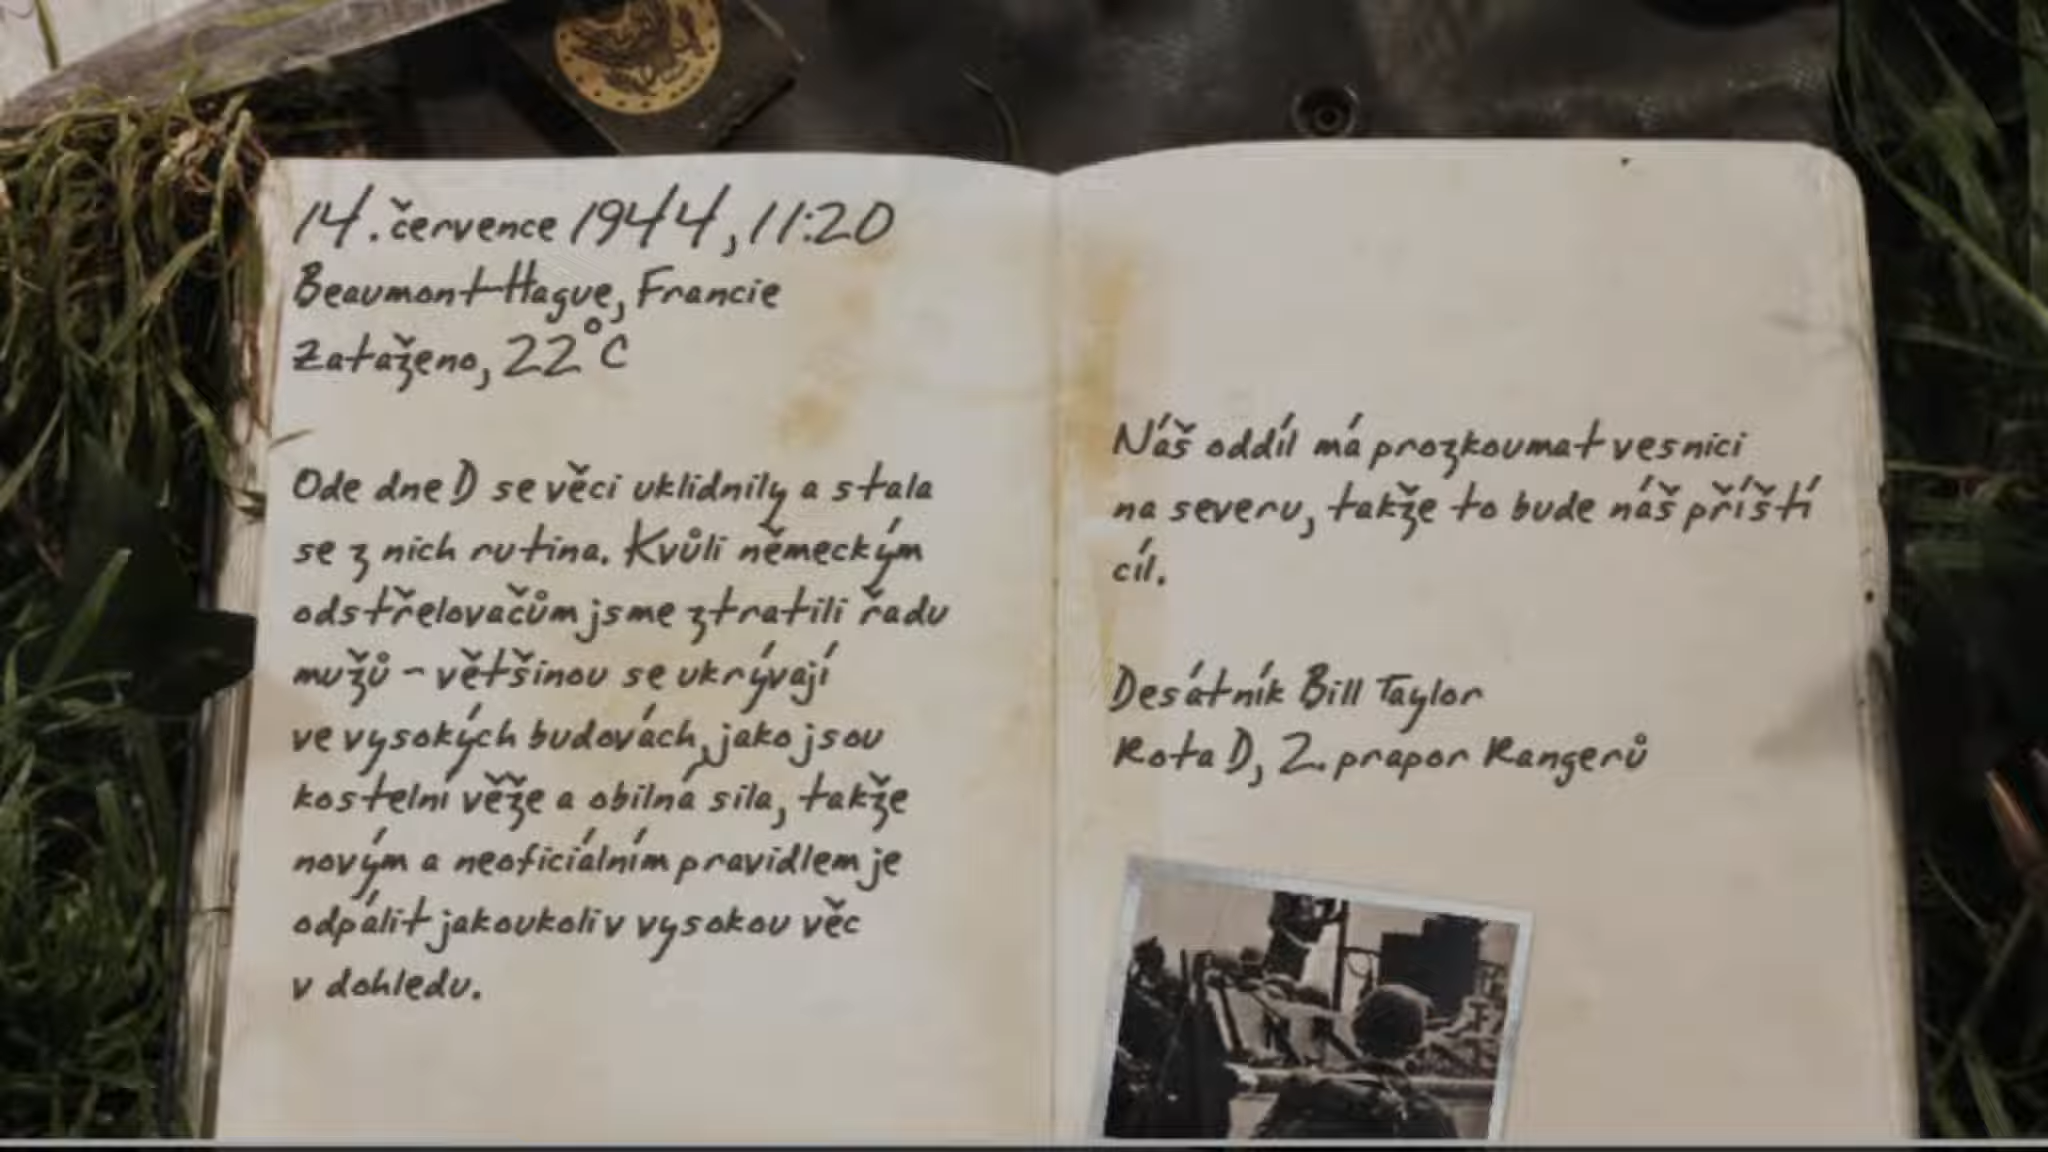 14. července 1944, 11:20
Beaumont-Hague, Francie
Zataženo, 22°C
Ode dne D se věci uklidnily a stala
se z nich rutina. Kvůli německým
odstřelovačům jsme ztratili řadu
mužů – většinou se ukrývají
ve vysokých budovách, jako jsou
kostelní věže a obilná sila, takže
novým a neoficiálním pravidlem je
odpálit jakoukoliv vysokou věc
v dohledu.
Náš oddíl má prozkoumat vesnici
na severu, takže to bude náš příští
cíl.
Desátník Bill Taylor
Rota D, 2. prapor Rangerů